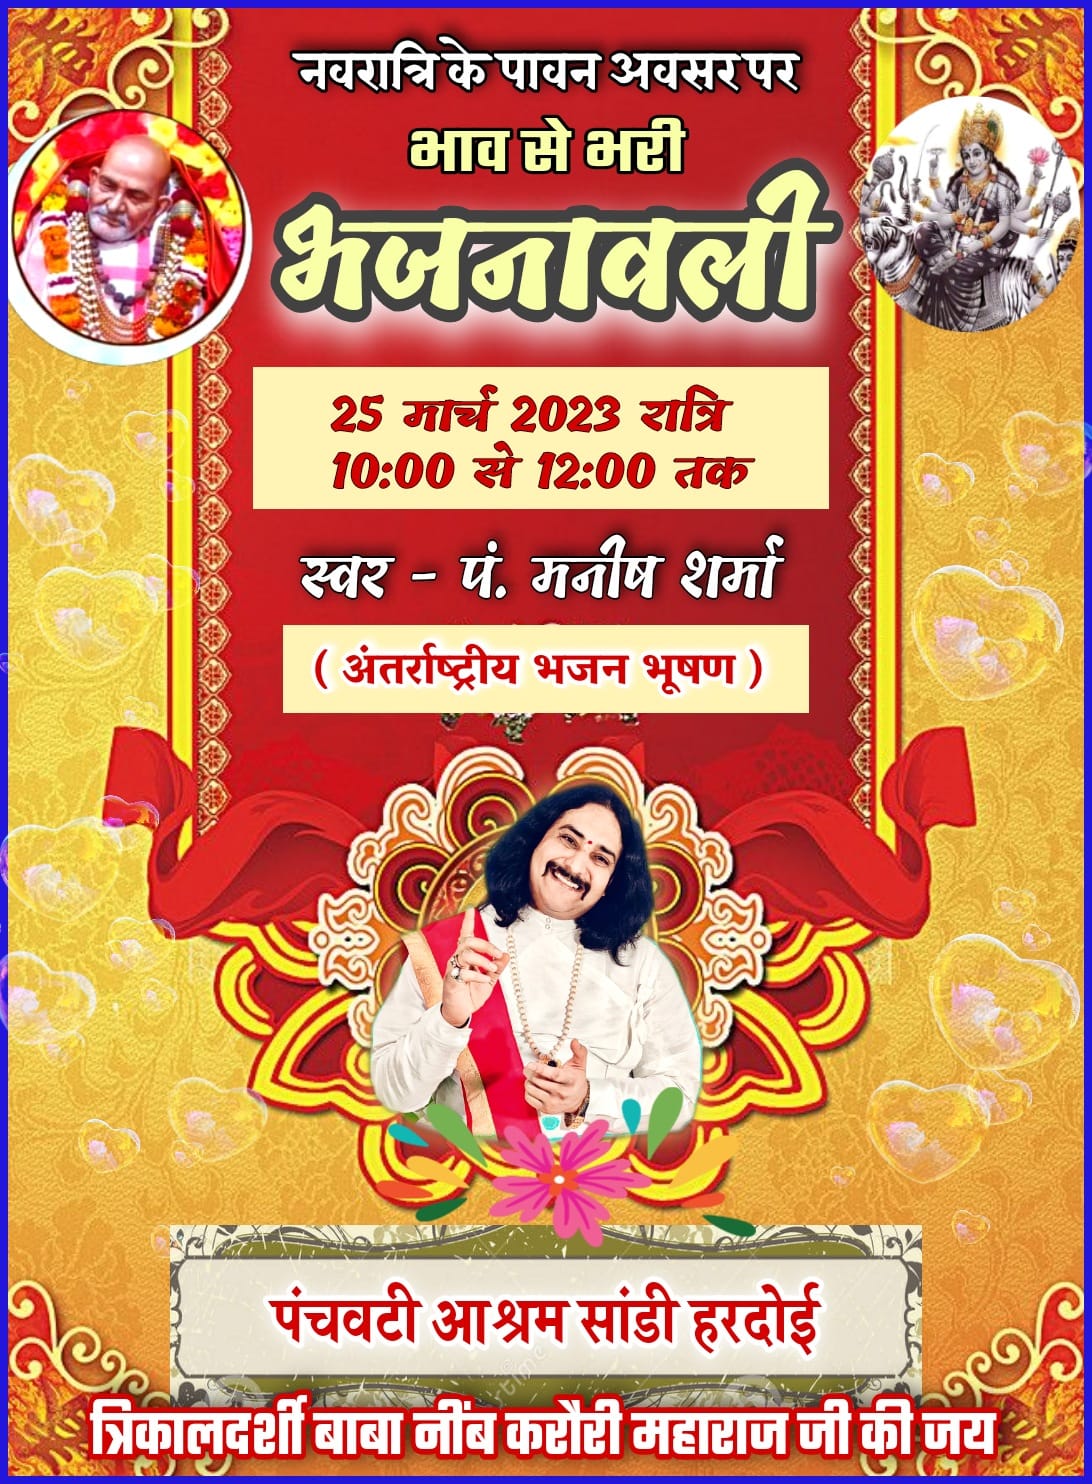 नवरात्रि के पावन अवसर पर
भाव से भरी
भजनावली
25 मार्च 2023 रात्रि
10:00 से 12:00 तक
स्वर - पं. मनीष शर्मा
( अंतर्राष्ट्रीय भजन भूषण )
पंचवटी आश्रम सांडी हरदोई
त्रिकालदर्शी बाबा नींब करौरी महाराज जी की जय